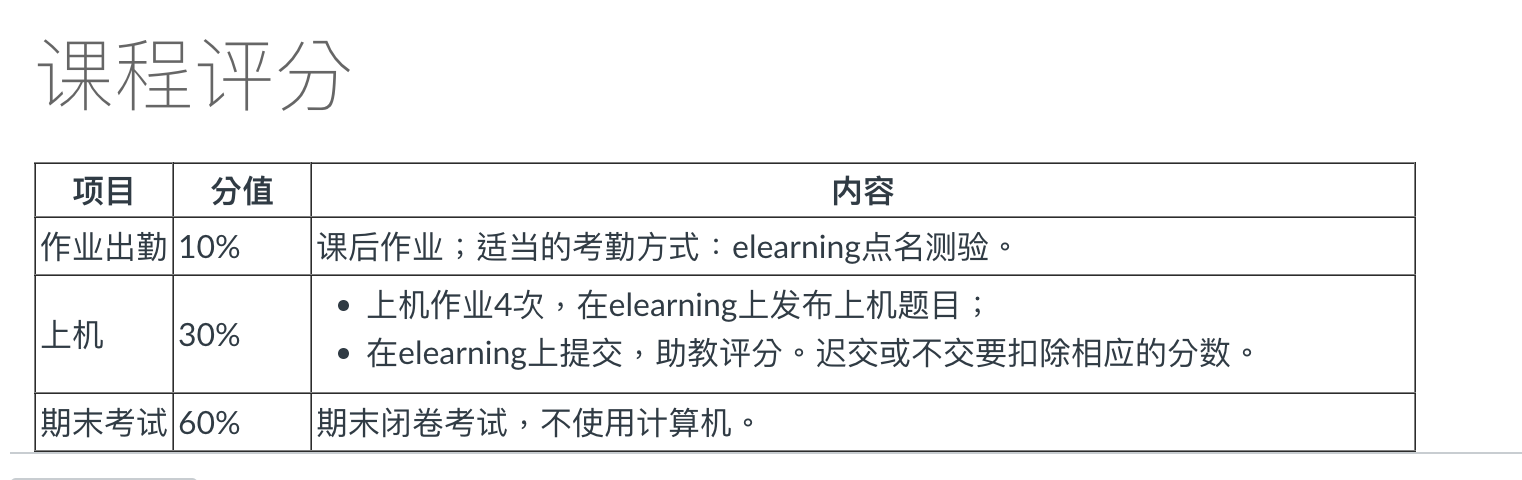 课程评分
项目 分值 内容
作业出勤 10% 课后作业；适当的考勤方式：elearning点名测验。
• 上机作业4次，在elearning上发布上机题目；
上机 30%
• 在elearning上提交，助教评分。迟交或不交要扣除相应的分数。
期末考试 60% 期末闭卷考试，不使用计算机。